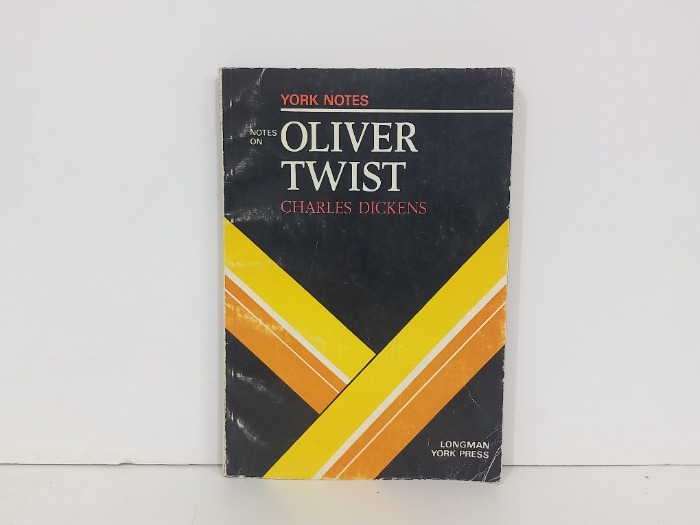 YORK NOTES
NOTES
ON
OLIVER
TWIST
CHARLES DICKENS
LONGMAN
YORK PRESS